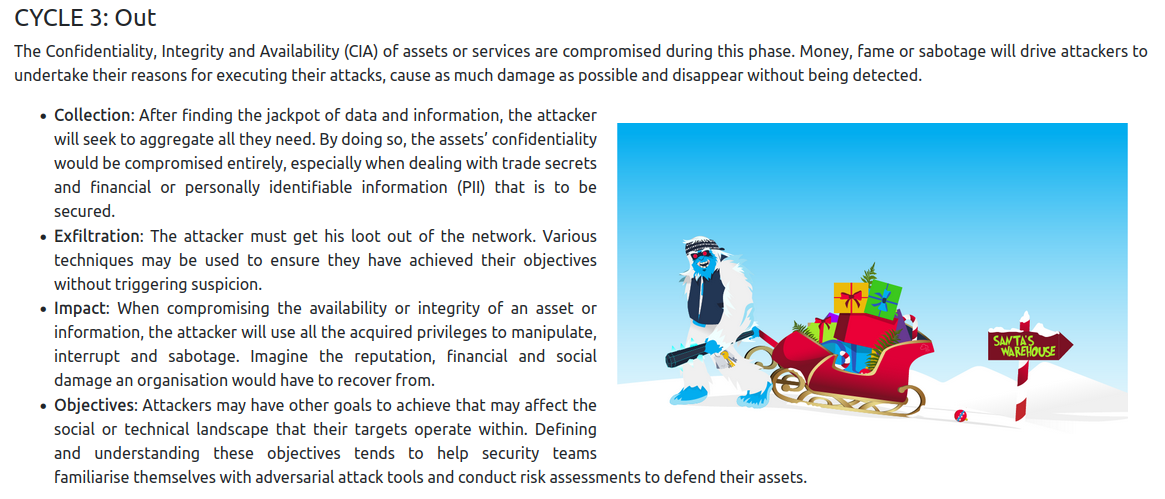 CYCLE 3: Out
The Confidentiality, Integrity and Availability (CIA) of assets or services are compromised during this phase. Money, fame or sabotage will drive attackers to
undertake their reasons for executing their attacks, cause as much damage as possible and disappear without being detected.
• Collection: After finding the jackpot of data and information, the attacker
will seek to aggregate all they need. By doing so, the assets' confidentiality
would be compromised entirely, especially when dealing with trade secrets
and financial or personally identifiable information (PII) that is to be
secured.
• Exfiltration: The attacker must get his loot out of the network. Various
techniques may be used to ensure they have achieved their objectives
without triggering suspicion.
• Impact: When compromising the availability or integrity of an asset or
information, the attacker will use all the acquired privileges to manipulate,
interrupt and sabotage. Imagine the reputation, financial and social
damage an organisation would have to recover from.
• Objectives: Attackers may have other goals to achieve that may affect the
social or technical landscape that their targets operate within. Defining
and understanding these objectives tends to help security teams
familiarise themselves with adversarial attack tools and conduct risk assessments to defend their assets.
SANTA'S
WAREHOUSE